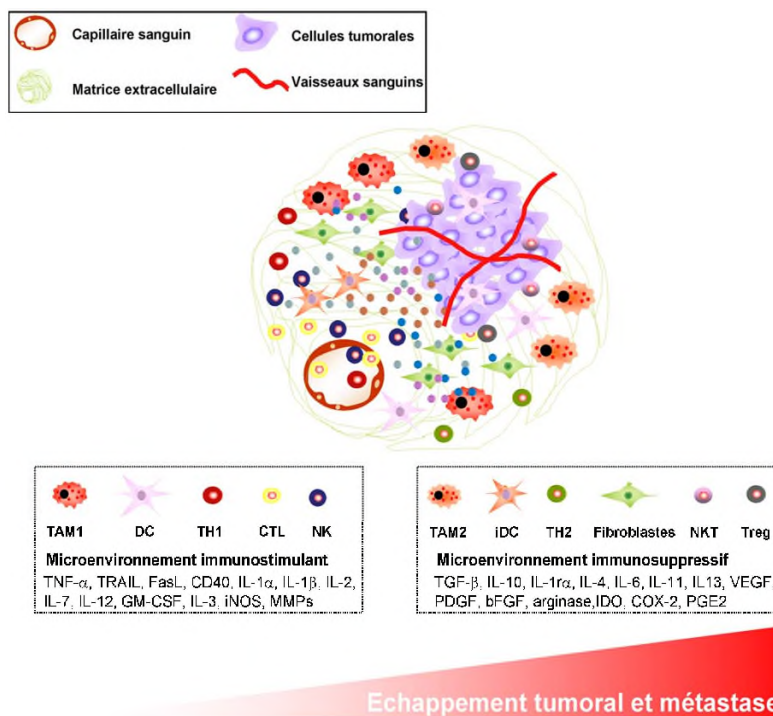 Capillaire sanguin
Cellules tumorales
Matrice extracellulaire
Vaisseaux sanguins
TAM1 DC TH1 CTL NK
Microenvironnement immunostimulant
TNF-α, TRAIL, FasL, CD40, IL-1α, IL-1β, IL-2,
IL-7, IL-12, GM-CSF, IL-3, iNOS, MMPs
TAM2 iDC TH2 Fibroblastes NKT Treg
Microenvironnement immunosuppressif
TGF-β, IL-10, IL-1rα, IL-4, IL-6, IL-11, IL13, VEGF,
PDGF, bFGF, arginase,IDO, COX-2, PGE2
Echappement tumoral et métastase